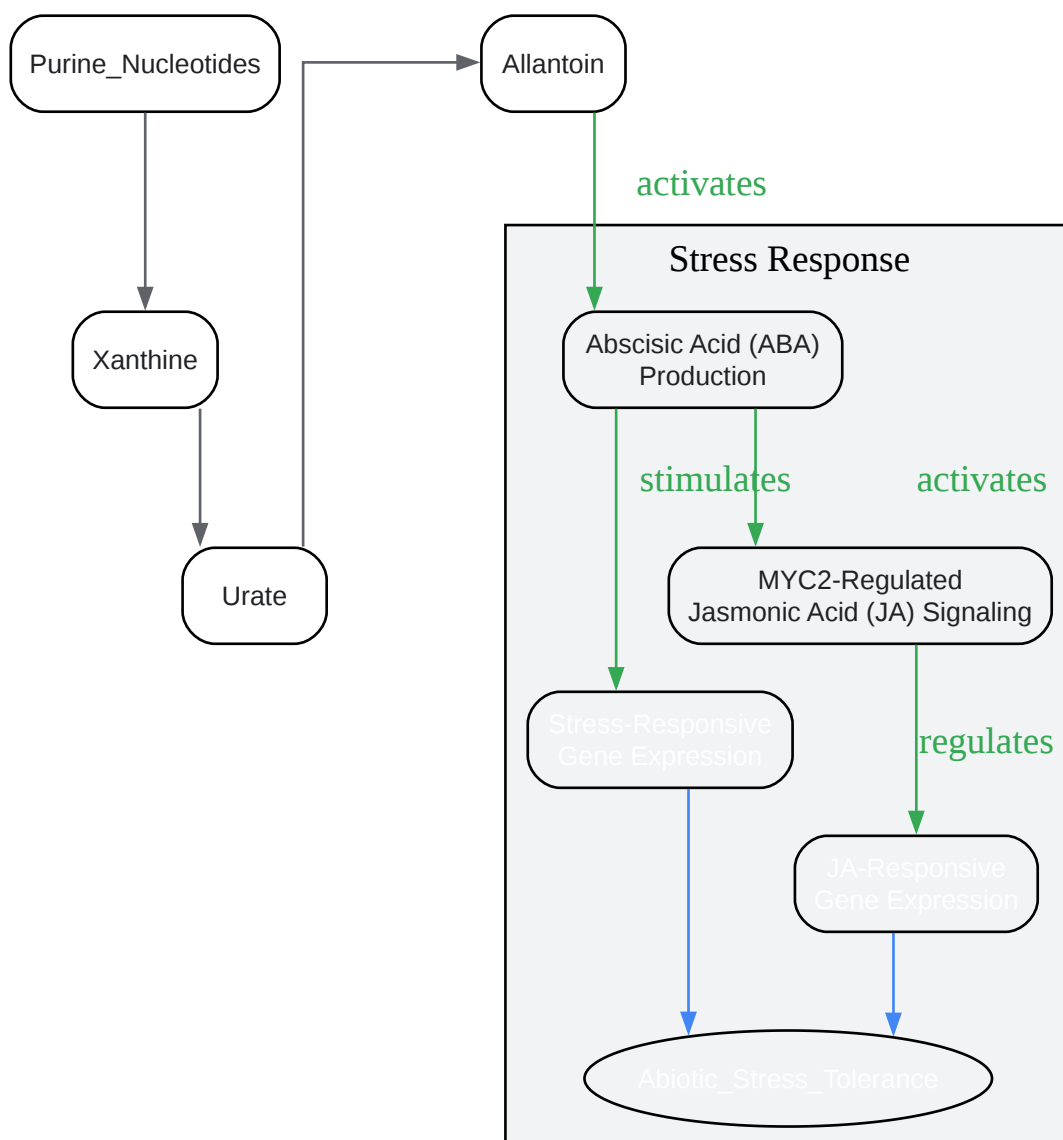 Purine_Nucleotides
Allantoin
activates
Stress Response
Xanthine
Abscisic Acid (ABA)
Production
stimulates
activates
Urate
MYC2-Regulated
Jasmonic Acid (JA) Signaling
Stress-Responsive
Gene Expression
regulates
JA-Responsive
Gene Expression
Abiotic_Stress_Tolerance